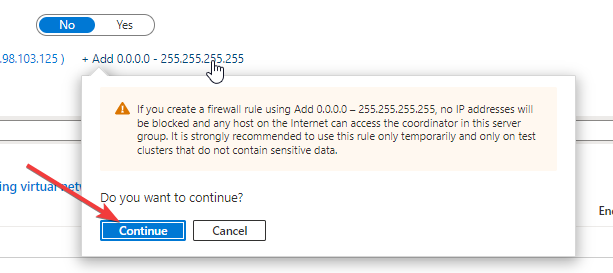 No Yes
.98.103.125 ) + Add 0.0.0.0 - 255.255.255.255
If you create a firewall rule using Add 0.0.0.0 – 255.255.255.255, no IP addresses will
be blocked and any host on the Internet can access the coordinator in this server
group. It is strongly recommended to use this rule only temporarily and only on test
clusters that do not contain sensitive data.
ing virtual netw
Do you want to continue?
En
Continue Cancel